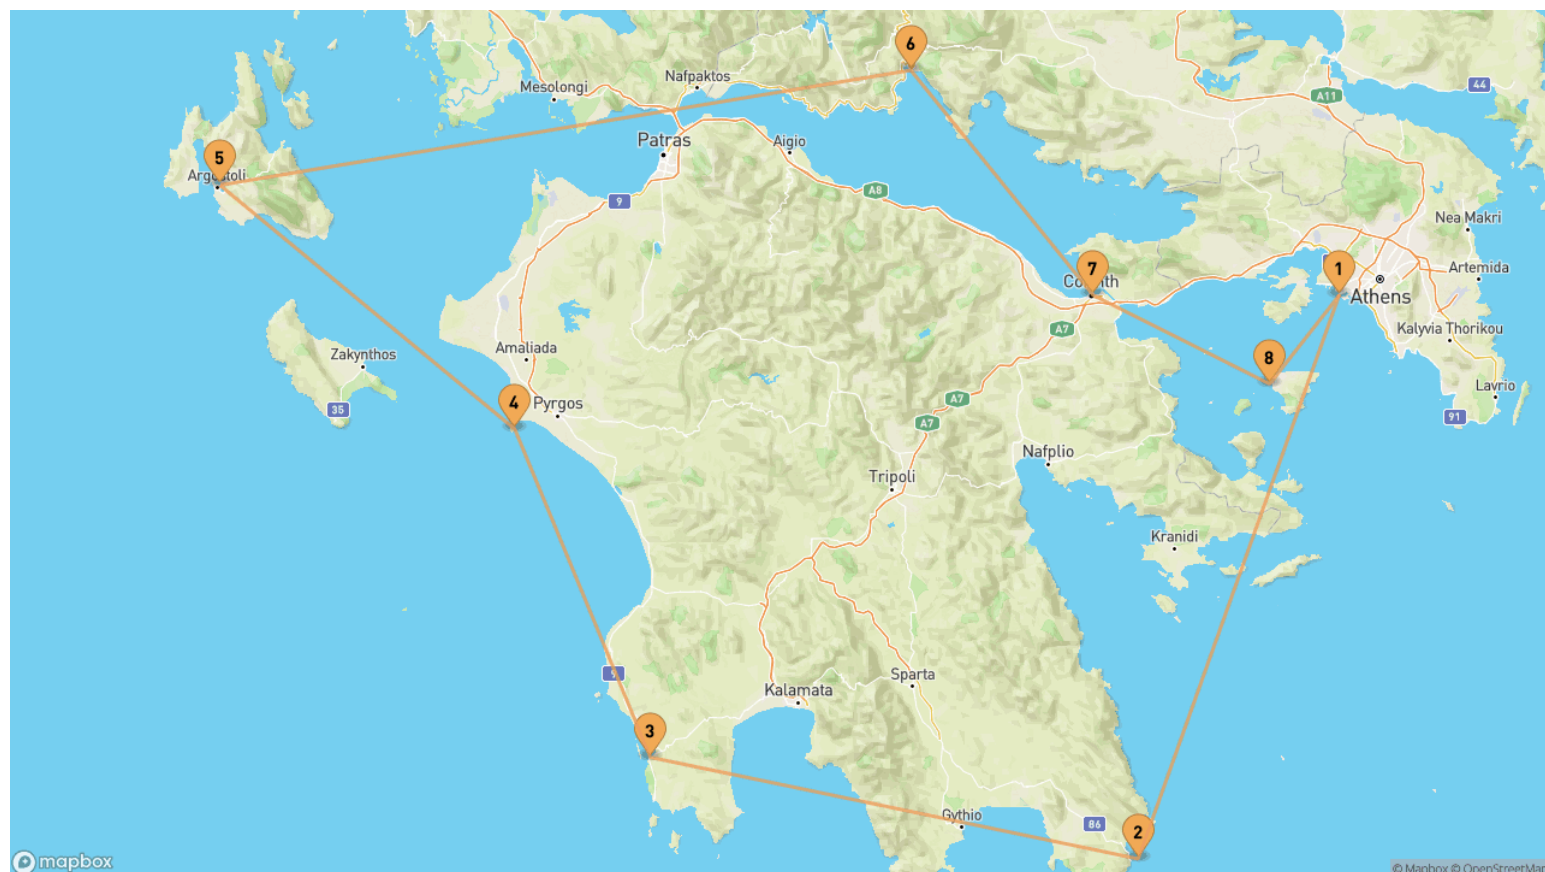 6
44
A11
Nafpaktos
Mesolongi
Patras
Aigio
5
Argostoli
A8
9
Nea Makri
7
1
Artemida
Corinth
Athens
A7
Kalyvia Thorikou
Amaliada
Zakynthos
8
Lavrio
A7
4
Pyrgos
35
A7
91
Nafplio
Tripoli
Kranidi
9
Sparta
Kalamata
3
Gythio
86
2
mapbox
© Mapbox © OpenStreetMap